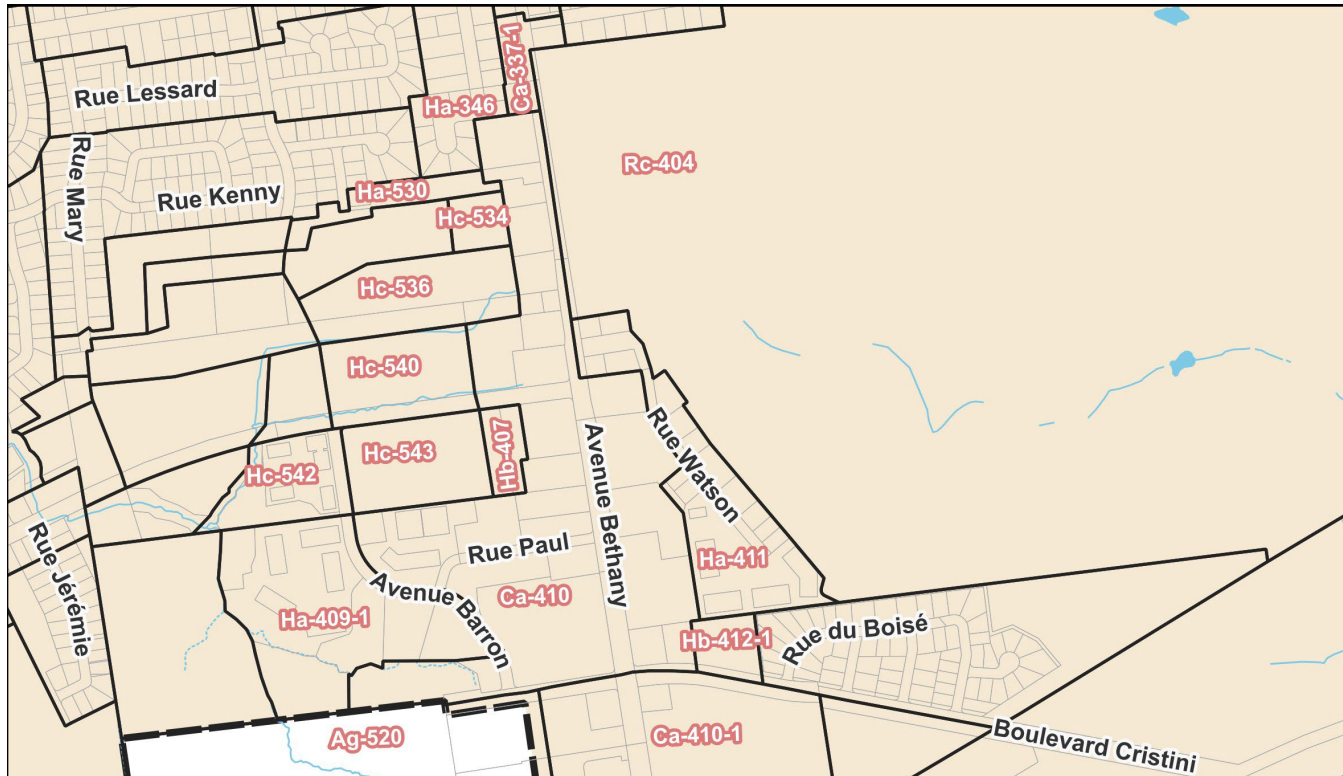 Ca-337-1
Rue Lessard
Ha-346
Rc-404
Rue Mary
Rue Kenny
Ha-530
Hc-534
Hc-536
Hc-540
Hb-407
Rue Watson
Hc-543
Hc-542
Avenue Bethany
Rue Paul
Ha-411
Rue Jérémie
Avenue Barron
Ca-410
Ha-409-1
Rue du Boisé
Hb-412-1
Ag-520
Ca-410-1
Boulevard Cristini